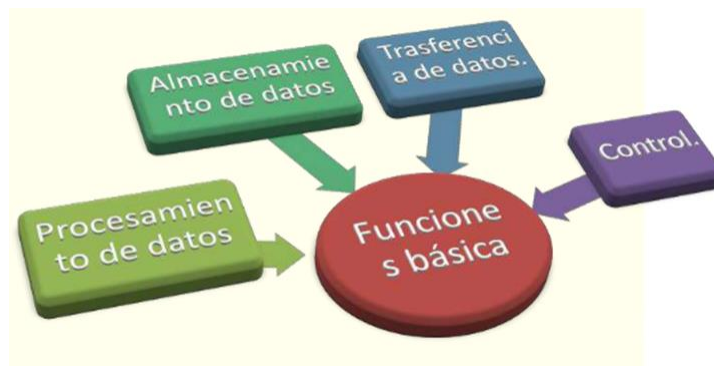 Procesamien
to de datos
Almacenamie
nto de datos
Trasferenci
a de datos.
Control.
Funcione
s básica